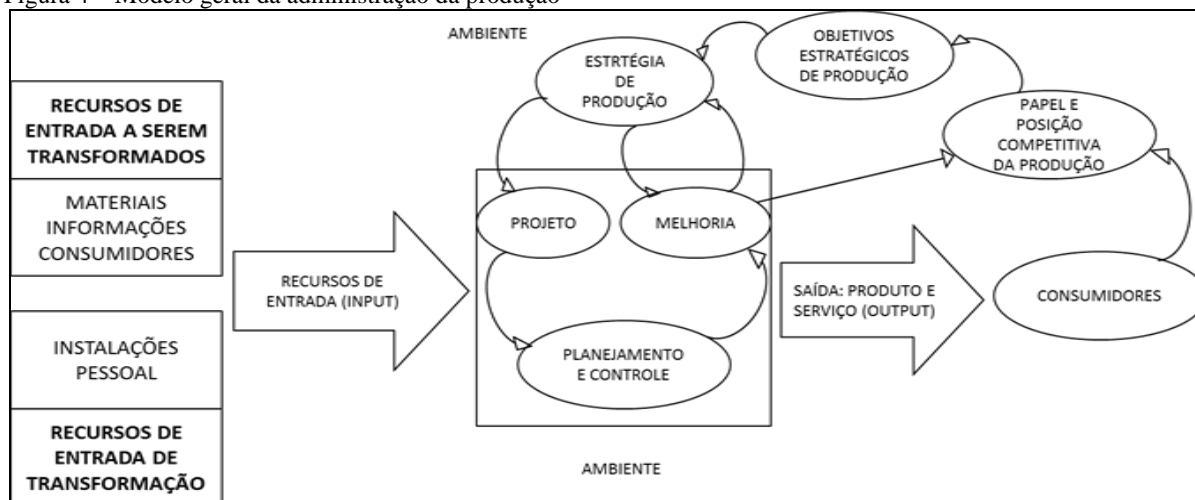 Figura 4 – Modelo geral da administração da produção
RECURSOS DE
ENTRADA A SEREM
TRANSFORMADOS
MATERIAIS
INFORMAÇÕES
CONSUMIDORES
INSTALAÇÕES
PESSOAL
RECURSOS DE
ENTRADA DE
TRANSFORMAÇÃO
RECURSOS DE
ENTRADA (INPUT)
AMBIENTE
ESTRTÉGIA
DE
PRODUÇÃO
OBJETIVOS
ESTRATÉGICOS
DE PRODUÇÃO
PAPEL E
POSIÇÃO
COMPETITIVA
DA PRODUÇÃO
PROJETO
MELHORIA
PLANEJAMENTO
E CONTROLE
SAÍDA: PRODUTO E
SERVIÇO (OUTPUT)
CONSUMIDORES
AMBIENTE